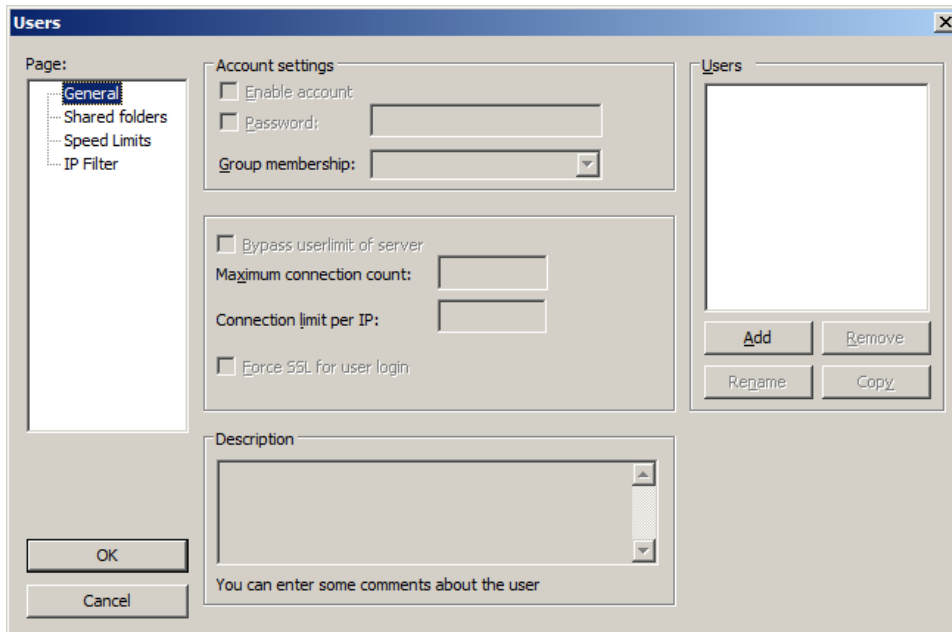 Users
Page:
General
Shared folders
Speed Limits
IP Filter
OK
Cancel
Account settings
Enable account
Password:
Group membership:
Bypass userlimit of server
Maximum connection count:
Connection limit per IP:
Force SSL for user login
Description
You can enter some comments about the user
Users
Add
Remove
Rename
Copy